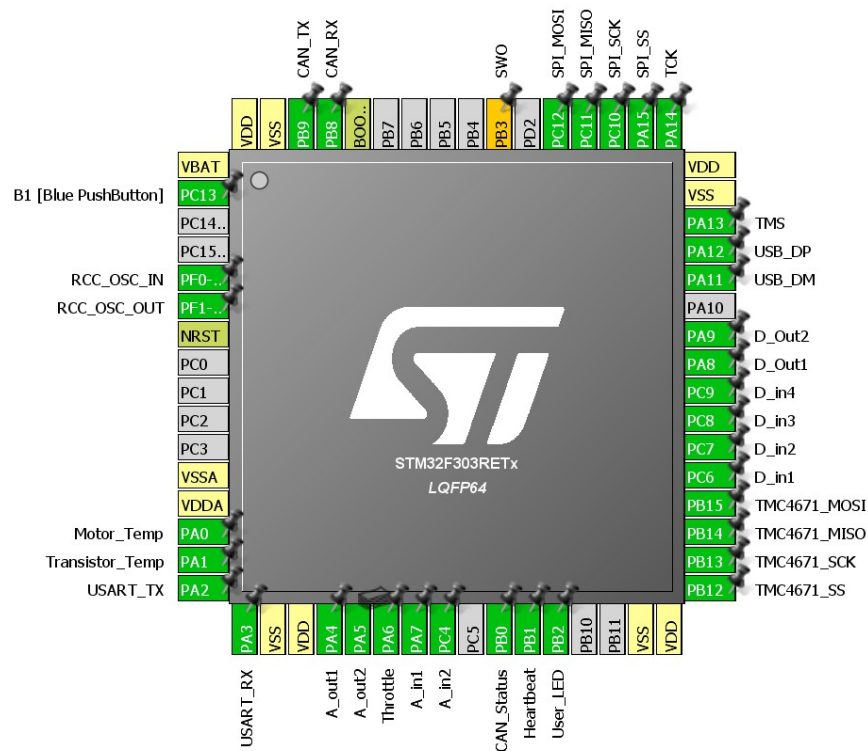 CAN_TX
CAN_RX
SWO
SPI_MOSI
SPI_MISO
SPI_SCK
SPI_SS
TCK
VDD
VSS
PB9
PB8
BOO..
PB7
PB6
PB5
PB4
PB3
PD2
PC12
PC11
PC10
PA15
PA14
VBAT
B1 [Blue PushButton] PC13
PC14..
PC15..
RCC_OSC_IN PF0-..
RCC_OSC_OUT PF1-..
NRST
PC0
PC1
PC2
PC3
VSSA
VDDA
Motor_Temp PA0
Transistor_Temp PA1
USART_TX PA2
ST
STM32F303RETx
LQFP64
VDD
VSS
PA13 TMS
PA12 USB_DP
PA11 USB_DM
PA10
PA9 D_Out2
PA8 D_Out1
PC9 D_in4
PC8 D_in3
PC7 D_in2
PC6 D_in1
PB15 TMC4671_MOSI
PB14 TMC4671_MISO
PB13 TMC4671_SCK
PB12 TMC4671_SS
PA3
VSS
VDD
PA4
PA5
PA6
PA7
PC4
PC5
PB0
PB1
PB2
PB10
PB11
VSS
VDD
USART_RX
A_out1
A_out2
Throttle
A_in1
A_in2
CAN_Status
Heartbeat
User_LED